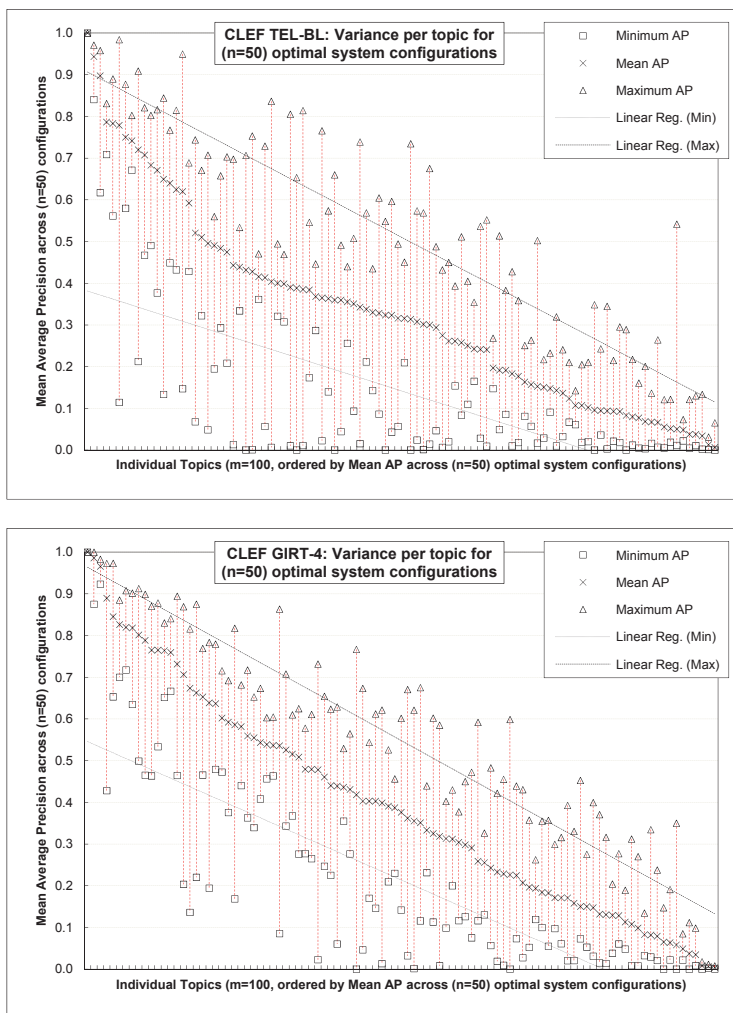 CLEF TEL-BL: Variance per topic for
(n=50) optimal system configurations
Minimum AP
Mean AP
Maximum AP
Linear Reg. (Min)
Linear Reg. (Max)
Mean Average Precision across (n=50) configurations
1.0
0.9
0.8
0.7
0.6
0.5
0.4
0.3
0.2
0.1
0.0
Individual Topics (m=100, ordered by Mean AP across (n=50) optimal system configurations)
CLEF GIRT-4: Variance per topic for
(n=50) optimal system configurations
Minimum AP
Mean AP
Maximum AP
Linear Reg. (Min)
Linear Reg. (Max)
Mean Average Precision across (n=50) configurations
1.0
0.9
0.8
0.7
0.6
0.5
0.4
0.3
0.2
0.1
0.0
Individual Topics (m=100, ordered by Mean AP across (n=50) optimal system configurations)